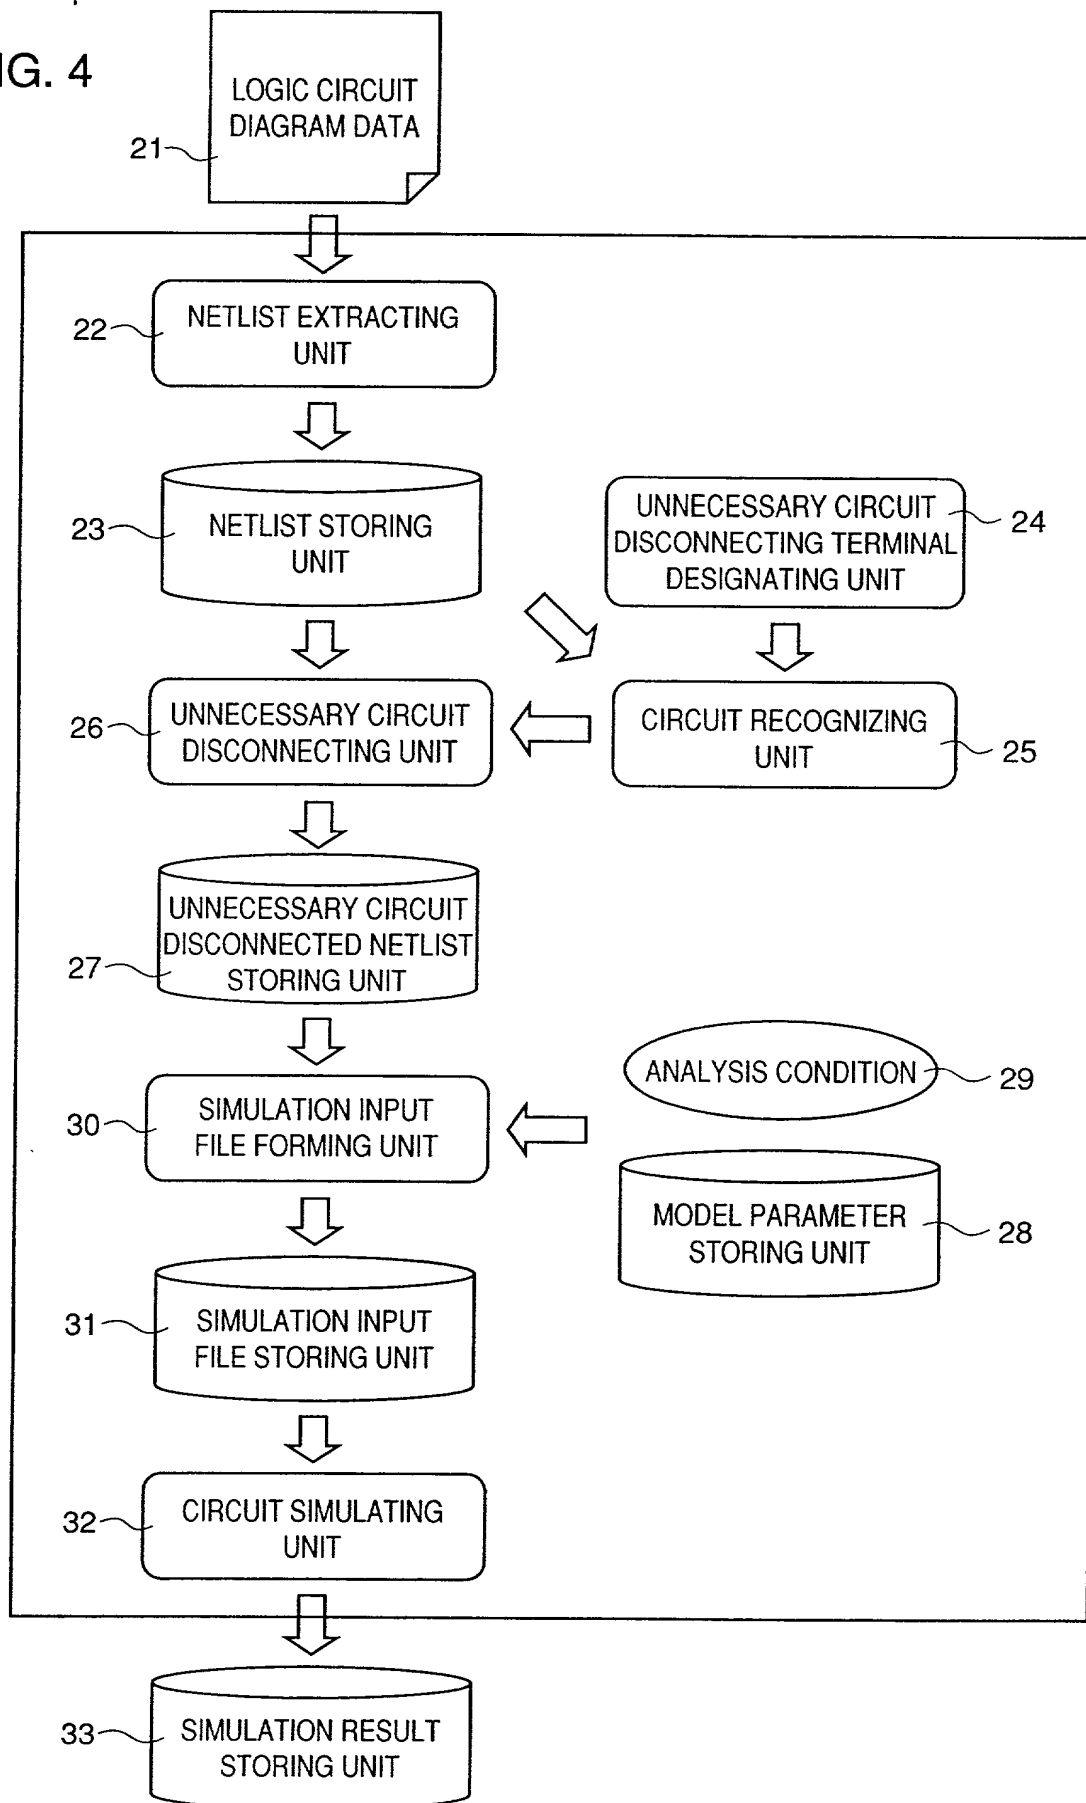 IG. 4
LOGIC CIRCUIT
DIAGRAM DATA
21
NETLIST EXTRACTING
UNIT
22
NETLIST STORING
UNIT
23
UNNECESSARY CIRCUIT
DISCONNECTING TERMINAL
DESIGNATING UNIT
24
UNNECESSARY CIRCUIT
DISCONNECTING UNIT
26
CIRCUIT RECOGNIZING
UNIT
25
UNNECESSARY CIRCUIT
DISCONNECTED NETLIST
STORING UNIT
27
ANALYSIS CONDITION
29
SIMULATION INPUT
FILE FORMING UNIT
30
MODEL PARAMETER
STORING UNIT
28
SIMULATION INPUT
FILE STORING UNIT
31
CIRCUIT SIMULATING
UNIT
32
SIMULATION RESULT
STORING UNIT
33